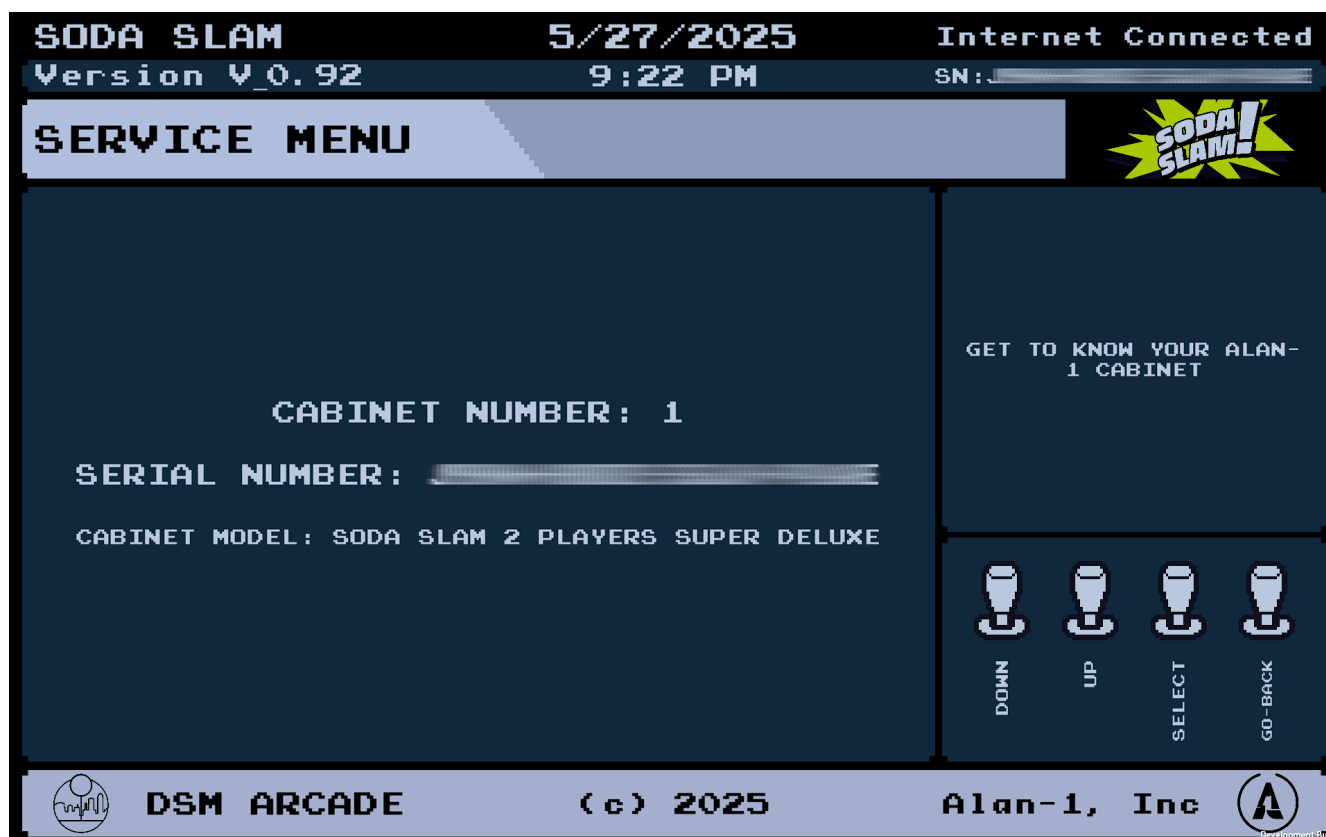 SODA SLAM 5/27/2025 Internet Connected
Version V_0.92 9:22 PM SN:
SERVICE MENU
SODA
SLAM!
GET TO KNOW YOUR ALAN-
1 CABINET
CABINET NUMBER: 1
SERIAL NUMBER:
CABINET MODEL: SODA SLAM 2 PLAYERS SUPER DELUXE
DOWN UP SELECT GO-BACK
DSM ARCADE (c) 2025 Alan-1, Inc
Development